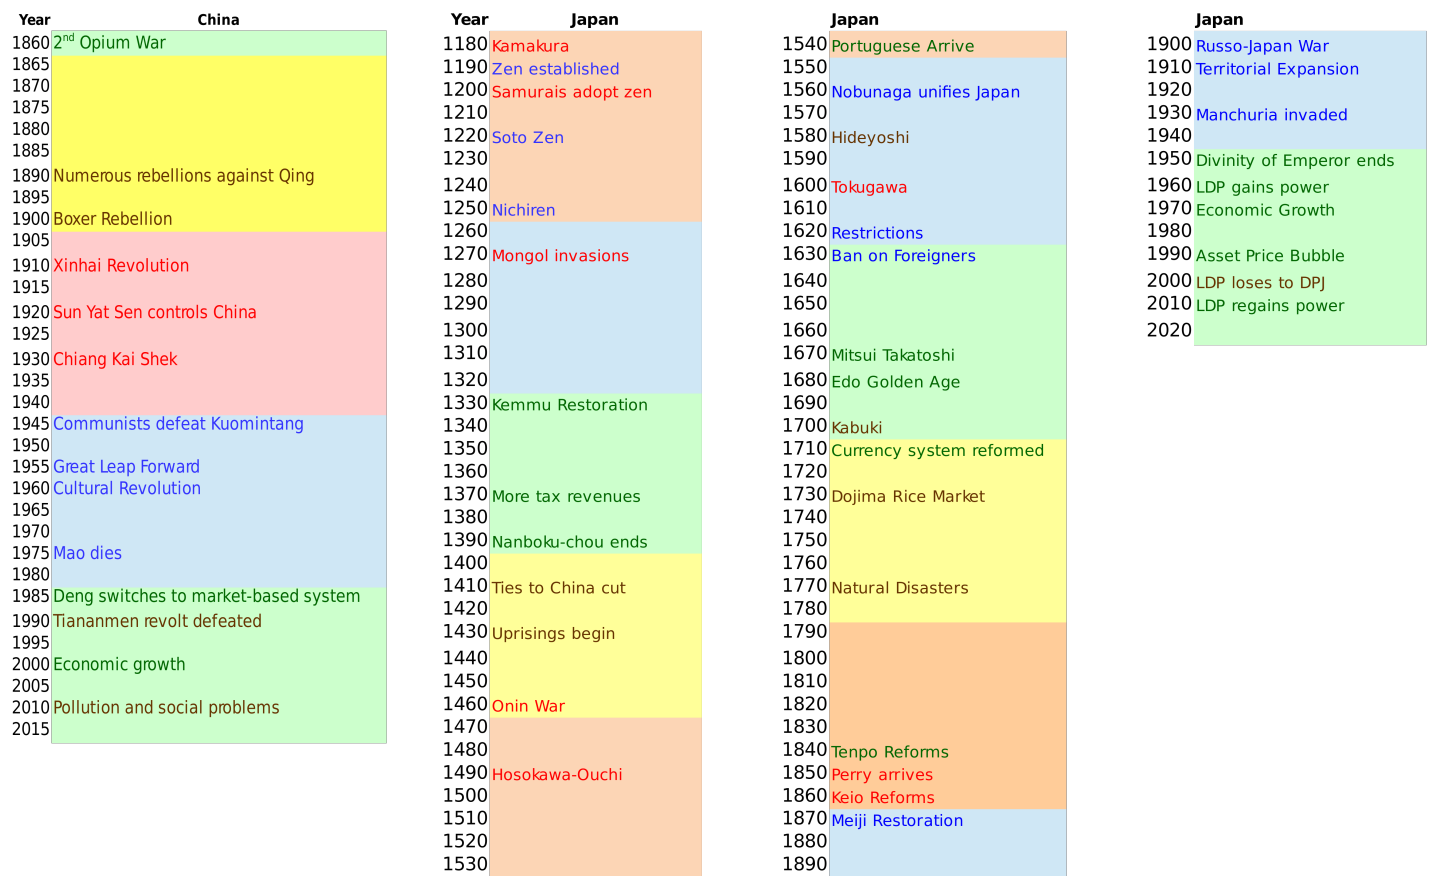 Year China
1860 2nd Opium War
1865
1870
1875
1880
1885
1890 Numerous rebellions against Qing
1895
1900 Boxer Rebellion
1905
1910 Xinhai Revolution
1915
1920 Sun Yat Sen controls China
1925
1930 Chiang Kai Shek
1935
1940
1945 Communists defeat Kuomintang
1950
1955 Great Leap Forward
1960 Cultural Revolution
1965
1970
1975 Mao dies
1980
1985 Deng switches to market-based system
1990 Tiananmen revolt defeated
1995
2000 Economic growth
2005
2010 Pollution and social problems
2015
Year Japan
1180 Kamakura
1190 Zen established
1200 Samurais adopt zen
1210
1220 Soto Zen
1230
1240
1250 Nichiren
1260
1270 Mongol invasions
1280
1290
1300
1310
1320
1330 Kemmu Restoration
1340
1350
1360
1370 More tax revenues
1380
1390 Nanboku-chou ends
1400
1410 Ties to China cut
1420
1430 Uprisings begin
1440
1450
1460 Onin War
1470
1480
1490 Hosokawa-Ouchi
1500
1510
1520
1530
Japan
1540 Portuguese Arrive
1550
1560 Nobunaga unifies Japan
1570
1580 Hideyoshi
1590
1600 Tokugawa
1610
1620 Restrictions
1630 Ban on Foreigners
1640
1650
1660
1670 Mitsui Takatoshi
1680 Edo Golden Age
1690
1700 Kabuki
1710 Currency system reformed
1720
1730 Dojima Rice Market
1740
1750
1760
1770 Natural Disasters
1780
1790
1800
1810
1820
1830
1840 Tenpo Reforms
1850 Perry arrives
1860 Keio Reforms
1870 Meiji Restoration
1880
1890
Japan
1900 Russo-Japan War
1910 Territorial Expansion
1920
1930 Manchuria invaded
1940
1950 Divinity of Emperor ends
1960 LDP gains power
1970 Economic Growth
1980
1990 Asset Price Bubble
2000 LDP loses to DPJ
2010 LDP regains power
2020